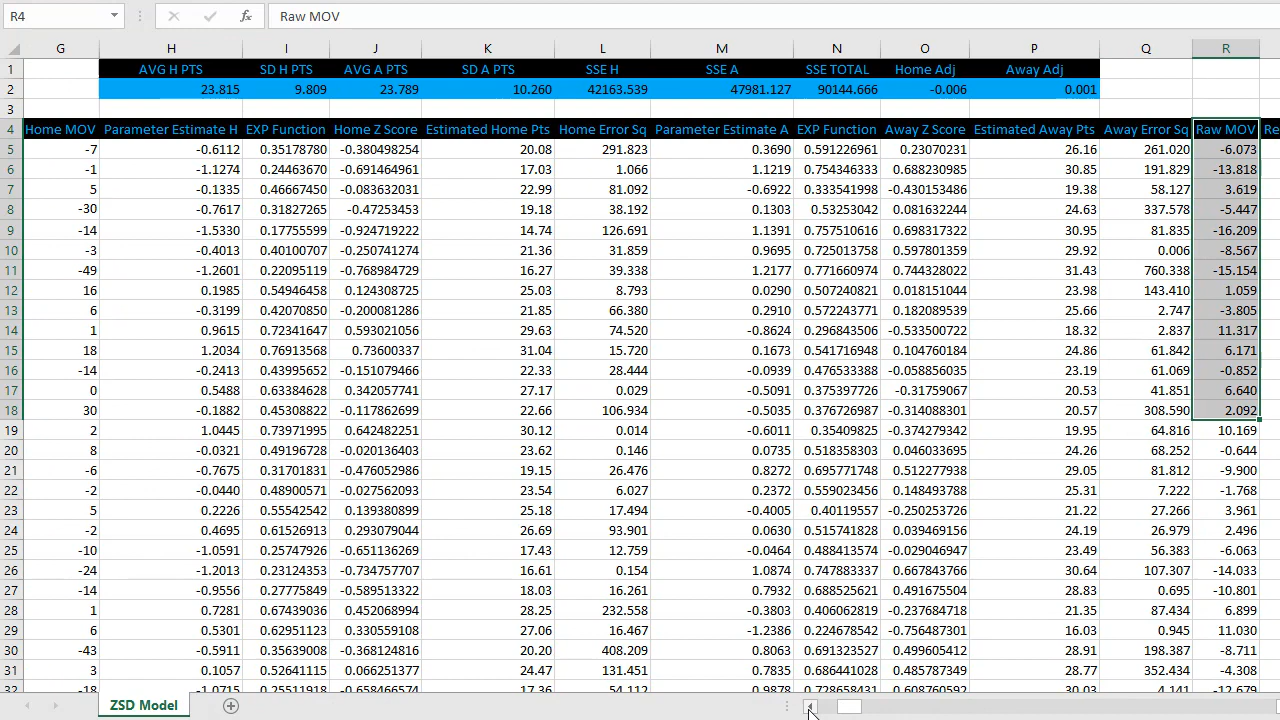 R4 fx Raw MOV
G H I J K L M N O P Q R
1 AVG H PTS SD H PTS AVG A PTS SD A PTS SSE H SSE A SSE TOTAL Home Adj Away Adj
2 23.815 9.809 23.789 10.260 42163.539 47981.127 90144.666 -0.006 0.001
3
4 Home MOV Parameter Estimate H EXP Function Home Z Score Estimated Home Pts Home Error Sq Parameter Estimate A EXP Function Away Z Score Estimated Away Pts Away Error Sq Raw MOV Re
5 -7 -0.6112 0.35178780 -0.380498254 20.08 291.823 0.3690 0.591226961 0.23070231 26.16 261.020 -6.073
6 -1 -1.1274 0.24463670 -0.691464961 17.03 1.066 1.1219 0.754346333 0.688230985 30.85 191.829 -13.818
7 5 -0.1335 0.46667450 -0.083632031 22.99 81.092 -0.6922 0.333541998 -0.430153486 19.38 58.127 3.619
8 -30 -0.7617 0.31827265 -0.47253453 19.18 38.192 0.1303 0.53253042 0.081632244 24.63 337.578 -5.447
9 -14 -1.5330 0.17755599 -0.924719222 14.74 126.691 1.1391 0.757510616 0.698317322 30.95 81.835 -16.209
10 -3 -0.4013 0.40100707 -0.250741274 21.36 31.859 0.9695 0.725013758 0.597801359 29.92 0.006 -8.567
11 -49 -1.2601 0.22095119 -0.768984729 16.27 39.338 1.2177 0.771660974 0.744328022 31.43 760.338 -15.154
12 16 0.1985 0.54946458 0.124308725 25.03 8.793 0.0290 0.507240821 0.018151044 23.98 143.410 1.059
13 6 -0.3199 0.42070850 -0.200081286 21.85 66.380 0.2910 0.572243771 0.182089539 25.66 2.747 -3.805
14 1 0.9615 0.72341647 0.593021056 29.63 74.520 -0.8624 0.296843506 -0.533500722 18.32 2.837 11.317
15 18 1.2034 0.76913568 0.73600337 31.04 15.720 0.1673 0.541716948 0.104760184 24.86 61.842 6.171
16 -14 -0.2413 0.43995652 -0.151079466 22.33 28.444 -0.0939 0.476533388 -0.058856035 23.19 61.069 -0.852
17 0 0.5488 0.63384628 0.342057741 27.17 0.029 -0.5091 0.375397726 -0.31759067 20.53 41.851 6.640
18 30 -0.1882 0.45308822 -0.117862699 22.66 106.934 -0.5035 0.376726987 -0.314088301 20.57 308.590 2.092
19 2 1.0445 0.73971995 0.642482251 30.12 0.014 -0.6011 0.35409825 -0.374279342 19.95 64.816 10.169
20 8 -0.0321 0.49196728 -0.020136403 23.62 0.146 0.0735 0.518358303 0.046033695 24.26 68.252 -0.644
21 -6 -0.7675 0.31701831 -0.476052986 19.15 26.476 0.8272 0.695771748 0.512277938 29.05 81.812 -9.900
22 -2 -0.0440 0.48900571 -0.027562093 23.54 6.027 0.2372 0.559023456 0.148493788 25.31 7.222 -1.768
23 5 0.2226 0.55542542 0.139380899 25.18 17.494 -0.4005 0.40119557 -0.250253726 21.22 27.266 3.961
24 -2 0.4695 0.61526913 0.293079044 26.69 93.901 0.0630 0.515741828 0.039469156 24.19 26.979 2.496
25 -10 -1.0591 0.25747926 -0.651136269 17.43 12.759 -0.0464 0.488413574 -0.029046947 23.49 56.383 -6.063
26 -24 -1.2013 0.23124353 -0.734757707 16.61 0.154 1.0874 0.747883337 0.667843766 30.64 107.307 -14.033
27 -14 -0.9556 0.27775849 -0.589513322 18.03 16.261 0.7932 0.688525621 0.491675504 28.83 0.695 -10.801
28 1 0.7281 0.67439036 0.452068994 28.25 232.558 -0.3803 0.406062819 -0.237684718 21.35 87.434 6.899
29 6 0.5301 0.62951123 0.330559108 27.06 16.467 -1.2386 0.224678542 -0.756487301 16.03 0.945 11.030
30 -43 -0.5911 0.35639008 -0.368124816 20.20 408.209 0.8063 0.691323527 0.499605412 28.91 198.387 -8.711
31 3 0.1057 0.52641115 0.066251377 24.47 131.451 0.7835 0.686441028 0.485787349 28.77 352.434 -4.308
32 -18 -1.0715 0.25511918 -0.658466574 17.36 54.112 0.9878 0.728658018 0.608760592 30.03 4.141 -12.679
ZSD Model